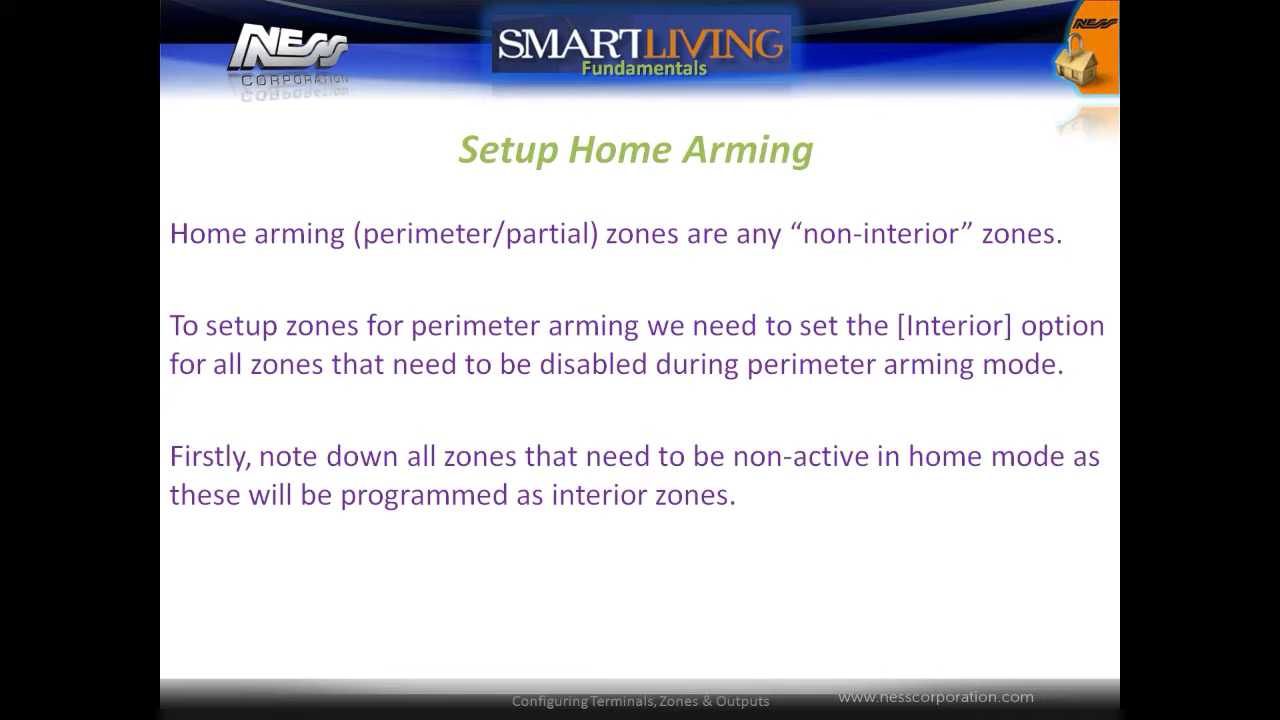 NESS
CORPORATION
SMARTLIVING
Fundamentals
NESS
Setup Home Arming
Home arming (perimeter/partial) zones are any “non-interior” zones.
To setup zones for perimeter arming we need to set the [Interior] option
for all zones that need to be disabled during perimeter arming mode.
Firstly, note down all zones that need to be non-active in home mode as
these will be programmed as interior zones.
Configuring Terminals, Zones & Outputs
www.nesscorporation.com